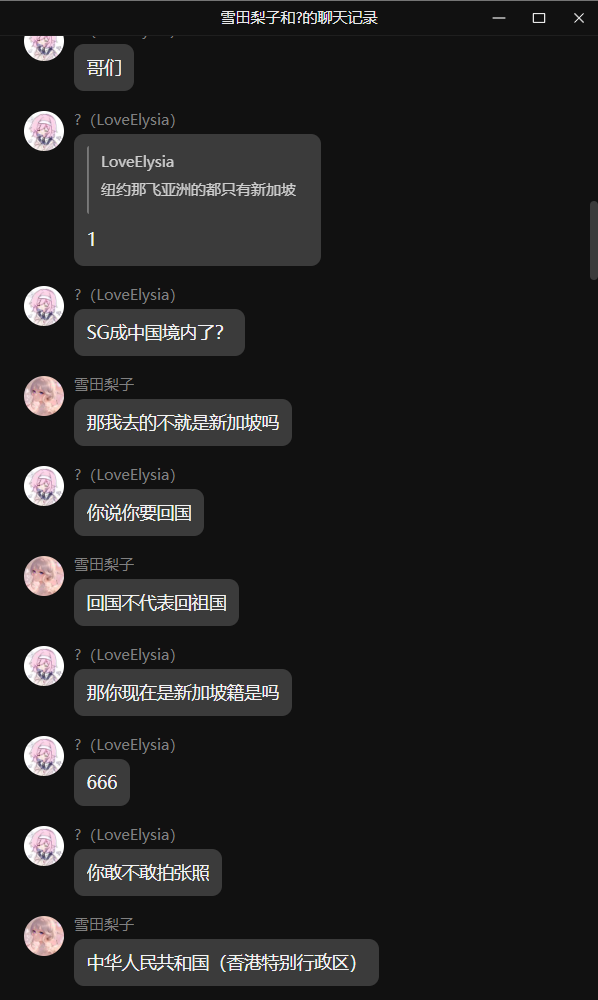 雪田梨子和?的聊天记录
哥们
?（LoveElysia）
LoveElysia
纽约那飞亚洲的都只有新加坡
1
?（LoveElysia）
SG成中国境内了?
雪田梨子
那我去的不就是新加坡吗
?（LoveElysia）
你说你要回国
雪田梨子
回国不代表回祖国
?（LoveElysia）
那你现在是新加坡籍是吗
?（LoveElysia）
666
?（LoveElysia）
你敢不敢拍张照
雪田梨子
中华人民共和国（香港特别行政区）